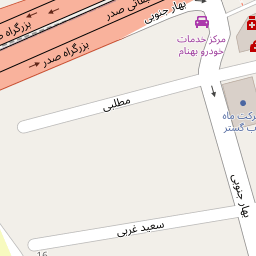 بهار جنوبی
صدر
بزرگراه صدر
بزرگراه
مرکز خدمات
خودرو بهنام
مطلبی
بهار جنوبی
سعید غربی
16